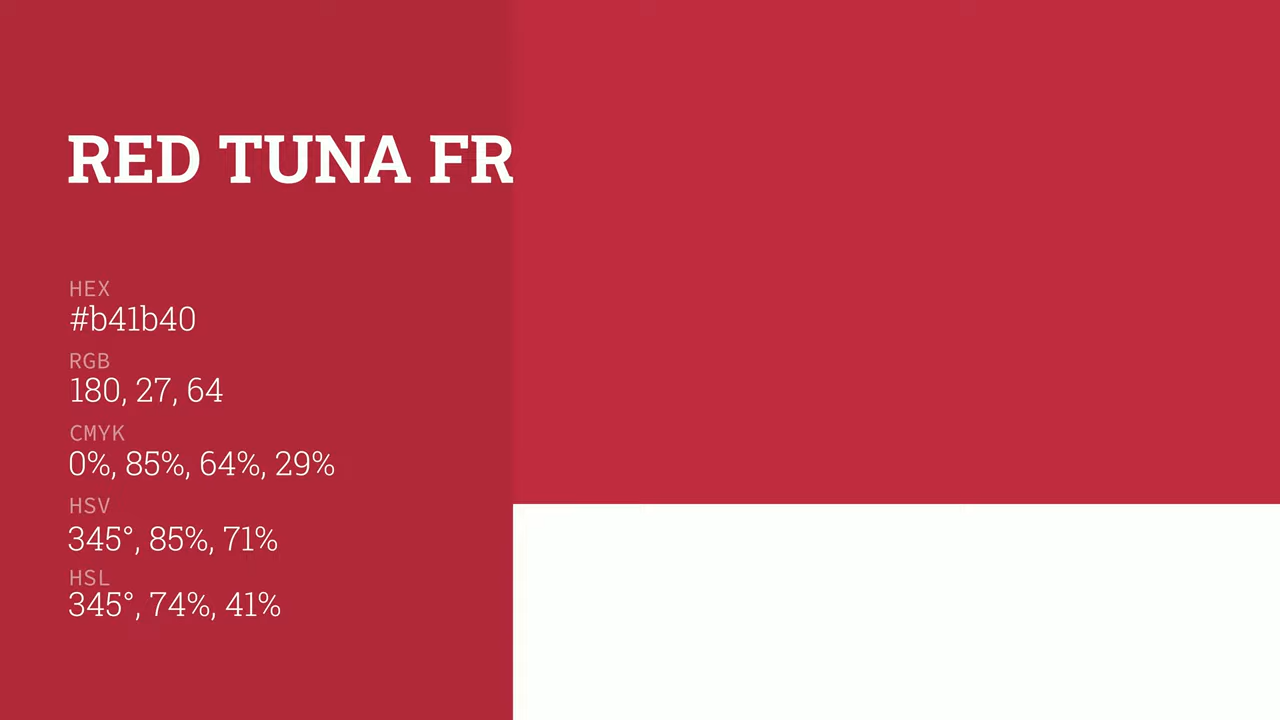 RED TUNA FR
HEX
#b41b40
RGB
180, 27, 64
CMYK
0%, 85%, 64%, 29%
HSV
345°, 85%, 71%
HSL
345°, 74%, 41%